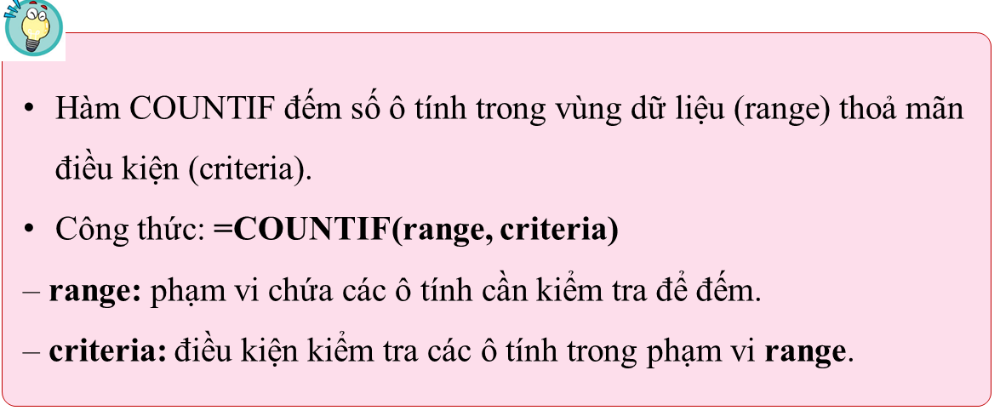 • Hàm COUNTIF đếm số ô tính trong vùng dữ liệu (range) thoả mãn
điều kiện (criteria).
• Công thức: =COUNTIF(range, criteria)
– range: phạm vi chứa các ô tính cần kiểm tra để đếm.
– criteria: điều kiện kiểm tra các ô tính trong phạm vi range.